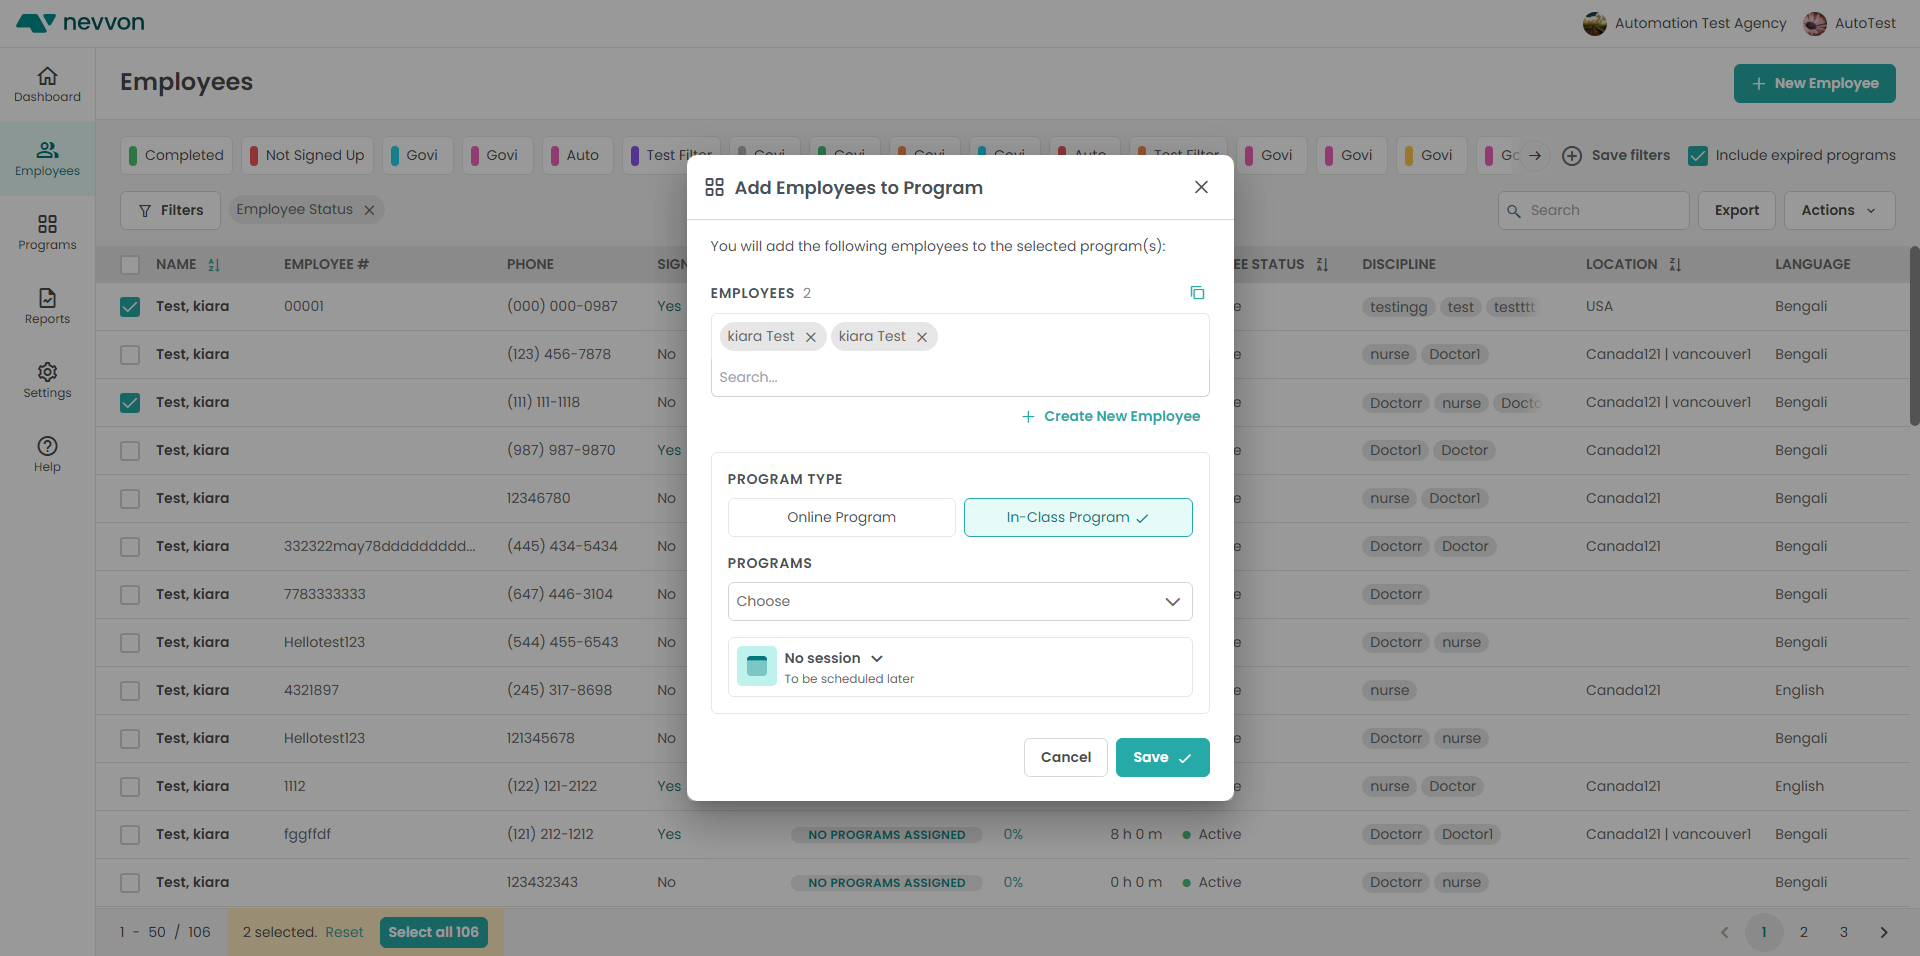 nevvon
Automation Test Agency
AutoTest
Dashboard
Employees
Programs
Reports
Settings
Help
Employees
New Employee
Completed
Not Signed Up
Govi
Govi
Auto
Test Filter
Govi
Govi
Govi
Govi
Auto
Test Filter
Govi
Govi
Govi
Save filters
Include expired programs
Filters
Employee Status
Search
Export
Actions
NAME EMPLOYEE # PHONE SIGN EE STATUS DISCIPLINE LOCATION LANGUAGE
Test, kiara 00001 (000) 000-0987 Yes e testingg test testttt USA Bengali
Test, kiara (123) 456-7878 No e nurse Doctor1 Canada121 | vancouver1 Bengali
Test, kiara (111) 111-1118 No e Doctorr nurse Docto Canada121 | vancouver1 Bengali
Test, kiara (987) 987-9870 Yes e Doctor1 Doctor Canada121 Bengali
Test, kiara 12346780 No e nurse Doctor1 Canada121 Bengali
Test, kiara 332322may78ddddddddd... (445) 434-5434 No e Doctorr Doctor Canada121 Bengali
Test, kiara 7783333333 (647) 446-3104 No e Doctorr Bengali
Test, kiara Hellotest123 (544) 455-6543 No e Doctorr nurse Bengali
Test, kiara 4321897 (245) 317-8698 No e nurse Canada121 English
Test, kiara Hellotest123 121345678 No e Doctorr nurse Bengali
Test, kiara 1112 (122) 121-2122 Yes e nurse Doctor Canada121 English
Test, kiara fggffdf (121) 212-1212 Yes NO PROGRAMS ASSIGNED 0% 8 h 0 m Active Doctorr Doctor1 Canada121 | vancouver1 Bengali
Test, kiara 123432343 No NO PROGRAMS ASSIGNED 0% 0 h 0 m Active Doctorr nurse Bengali
1 - 50 / 106
2 selected. Reset
Select all 106
1 2 3
Add Employees to Program
You will add the following employees to the selected program(s):
EMPLOYEES 2
kiara Test kiara Test
Search...
Create New Employee
PROGRAM TYPE
Online Program
In-Class Program
PROGRAMS
Choose
No session
To be scheduled later
Cancel
Save